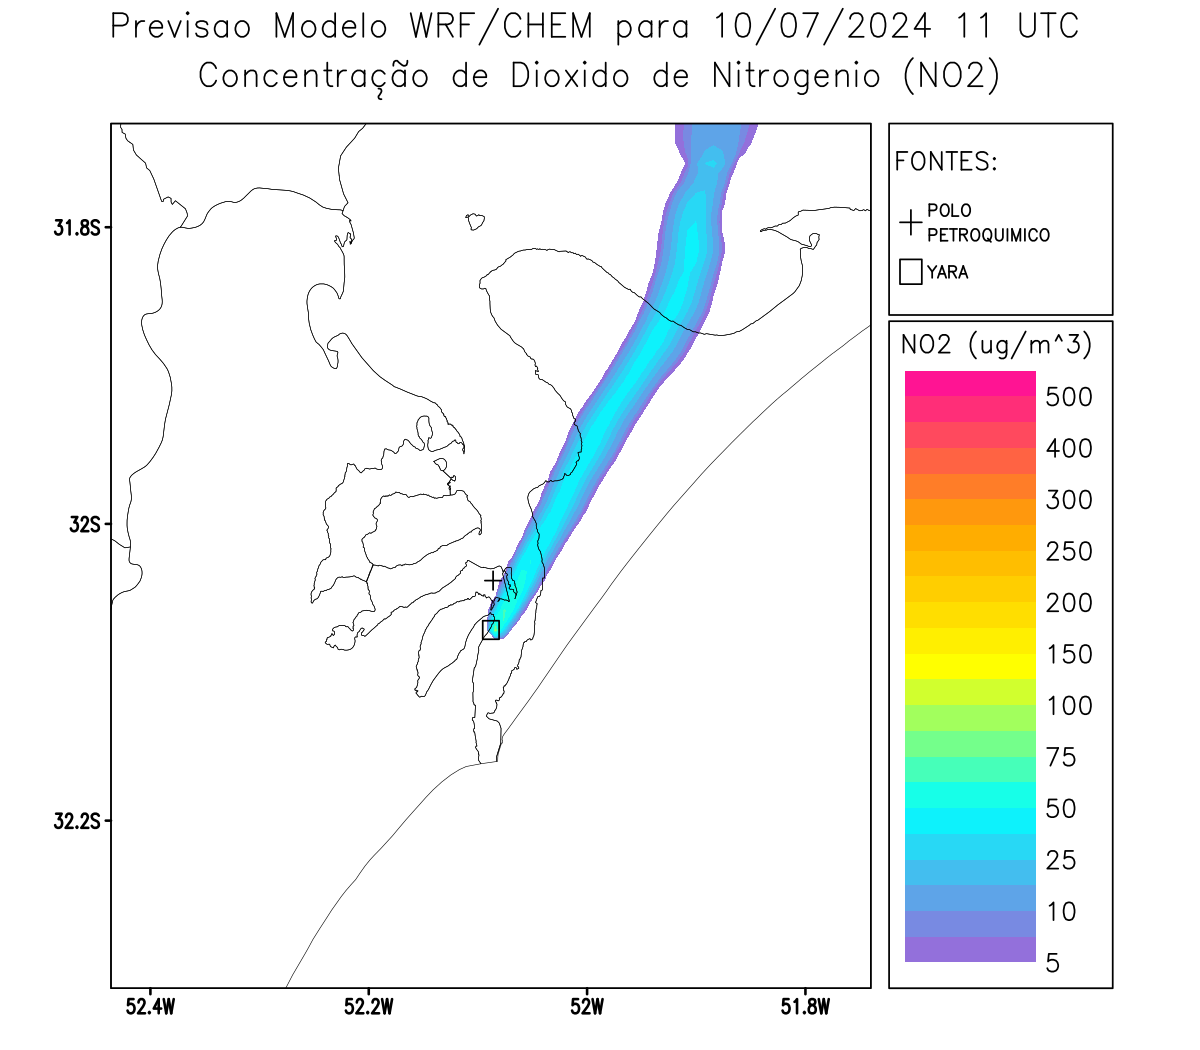 Previsao Modelo WRF/CHEM para 10/07/2024 11 UTC
Concentração de Dioxido de Nitrogenio (NO2)
FONTES:
POLO
PETROQUIMICO
YARA
NO2 (ug/m^3)
500
400
300
250
200
150
100
75
50
25
10
5
31.8S
32S
32.2S
52.4W
52.2W
52W
51.8W